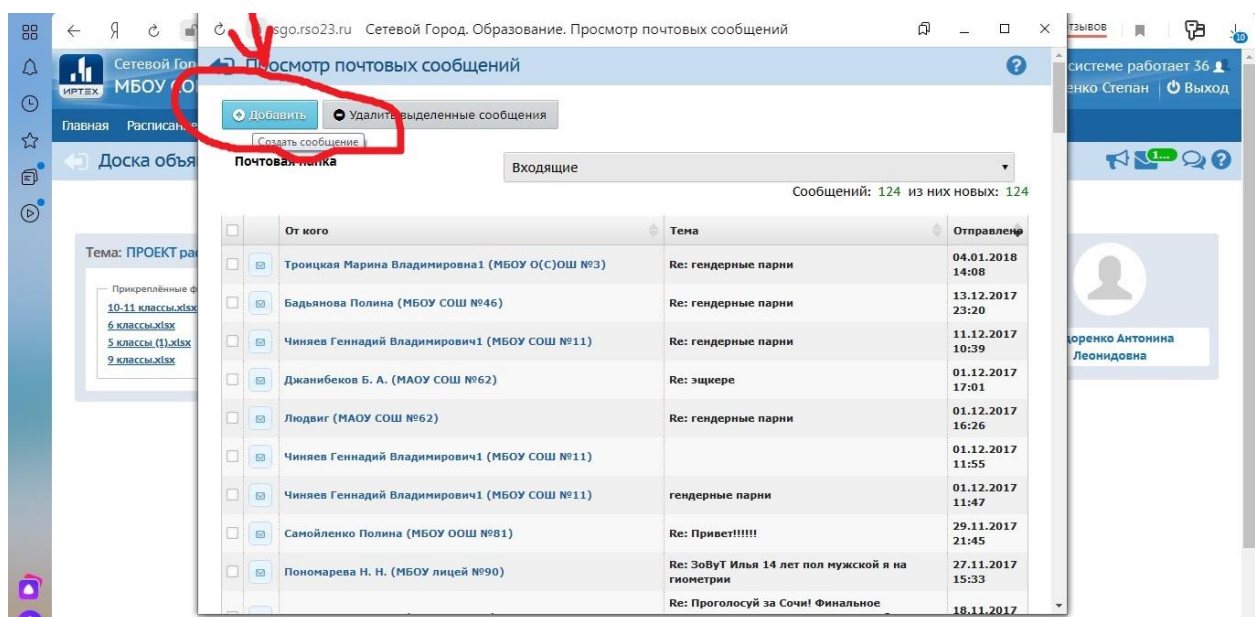 sgo.rso23.ru Сетевой Город. Образование. Просмотр почтовых сообщений
ИРТЕХ
Сетевой Гор
МБОУ
Главная Расписание
системе работает 36
енко Степан Выход
Доска объя
Просмотр почтовых сообщений
Добавить Удалить выделенные сообщения
Создать сообщение
Почтовая папка Входящие
Сообщений: 124 из них новых: 124
От кого Тема Отправлено
Троицкая Марина Владимировна1 (МБОУ О(С)ОШ №3) Re: гендерные парни 04.01.2018 14:08
Бадьянова Полина (МБОУ СОШ №46) Re: гендерные парни 13.12.2017 23:20
Чиняев Геннадий Владимирович1 (МБОУ СОШ №11) Re: гендерные парни 11.12.2017 10:39
Джанибеков Б. А. (МАОУ СОШ №62) Re: эщкере 01.12.2017 17:01
Людвиг (МАОУ СОШ №62) Re: гендерные парни 01.12.2017 16:26
Чиняев Геннадий Владимирович1 (МБОУ СОШ №11) 01.12.2017 11:55
Чиняев Геннадий Владимирович1 (МБОУ СОШ №11) гендерные парни 01.12.2017 11:47
Самойленко Полина (МБОУ ООШ №81) Re: Привет!!!!!! 29.11.2017 21:45
Пономарева Н. Н. (МБОУ лицей №90) Re: ЗоВуТ Илья 14 лет пол мужской я на гиометрии 27.11.2017 15:33
Re: Проголосуй за Сочи! Финальное 18.11.2017
Тема: ПРОЕКТ рас
Прикреплённые ф
10-11 классы.xlsx
6 классы.xlsx
5 классы (1).xlsx
9 классы.xlsx
доренко Антонина
Леонидовна
тзывов
10
1...